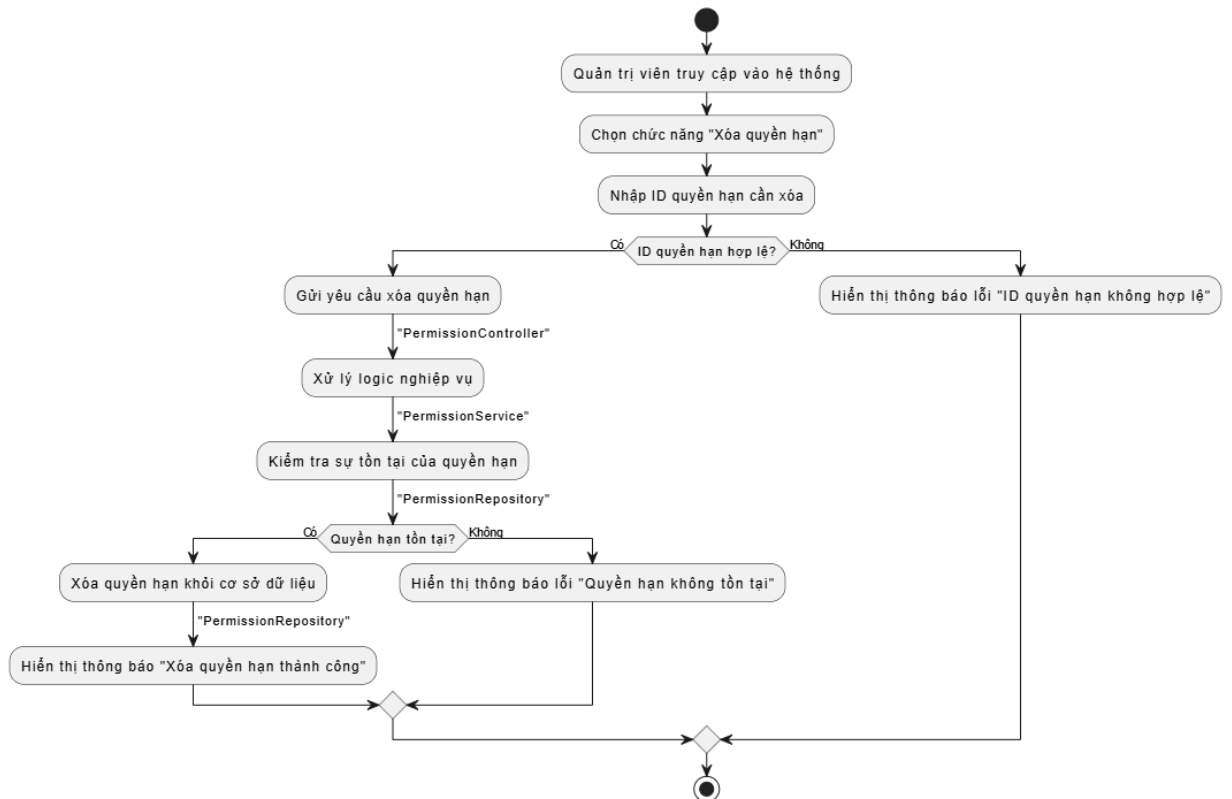 Quản trị viên truy cập vào hệ thống
Chọn chức năng "Xóa quyền hạn"
Nhập ID quyền hạn cần xóa
Có
ID quyền hạn hợp lệ?
Không
Gửi yêu cầu xóa quyền hạn
Hiển thị thông báo lỗi "ID quyền hạn không hợp lệ"
"PermissionController"
Xử lý logic nghiệp vụ
"PermissionService"
Kiểm tra sự tồn tại của quyền hạn
"PermissionRepository"
Có
Quyền hạn tồn tại?
Không
Xóa quyền hạn khỏi cơ sở dữ liệu
Hiển thị thông báo lỗi "Quyền hạn không tồn tại"
"PermissionRepository"
Hiển thị thông báo "Xóa quyền hạn thành công"